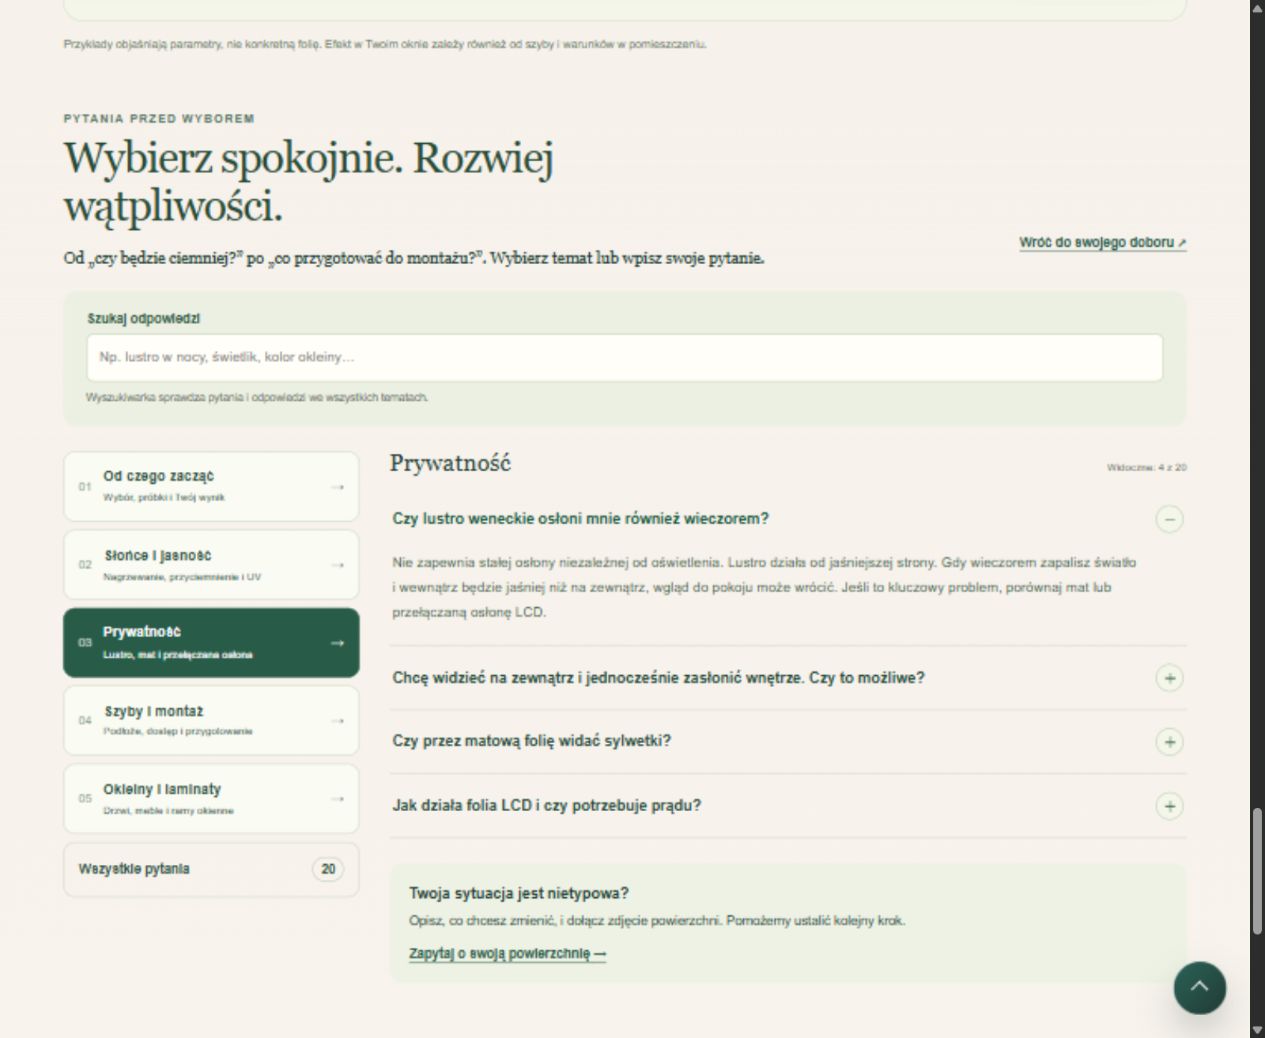 Przykłady objaśniają parametry, nie konkretną folię. Efekt w Twoim oknie zależy również od szyby i warunków w pomieszczeniu.
PYTANIA PRZED WYBOREM
Wybierz spokojnie. Rozwiej
wątpliwości.
Od „czy będzie ciemniej?” po „co przygotować do montażu?”. Wybierz temat lub wpisz swoje pytanie.
Wróć do swojego doboru ↗
Szukaj odpowiedzi
Np. lustro w nocy, świetlik, kolor okleiny…
Wyszukiwarka sprawdza pytania i odpowiedzi we wszystkich tematach.
01 Od czego zacząć →
Wybór, próbki i Twój wynik
02 Słońce i jasność →
Nagrzewanie, przyciemnienie i UV
03 Prywatność →
Lustro, mat i przełączana osłona
04 Szyby i montaż →
Podłoże, dostęp i przygotowanie
05 Okleiny i laminaty →
Drzwi, meble i ramy okienne
Wszystkie pytania 20
Prywatność
Widoczne: 4 z 20
Czy lustro weneckie osłoni mnie również wieczorem? −
Nie zapewnia stałej osłony niezależnej od oświetlenia. Lustro działa od jaśniejszej strony. Gdy wieczorem zapalisz światło
i wewnątrz będzie jaśniej niż na zewnątrz, wgląd do pokoju może wrócić. Jeśli to kluczowy problem, porównaj mat lub
przełączaną osłonę LCD.
Chcę widzieć na zewnątrz i jednocześnie zasłonić wnętrze. Czy to możliwe? +
Czy przez matową folię widać sylwetki? +
Jak działa folia LCD i czy potrzebuje prądu? +
Twoja sytuacja jest nietypowa?
Opisz, co chcesz zmienić, i dołącz zdjęcie powierzchni. Pomożemy ustalić kolejny krok.
Zapytaj o swoją powierzchnię →